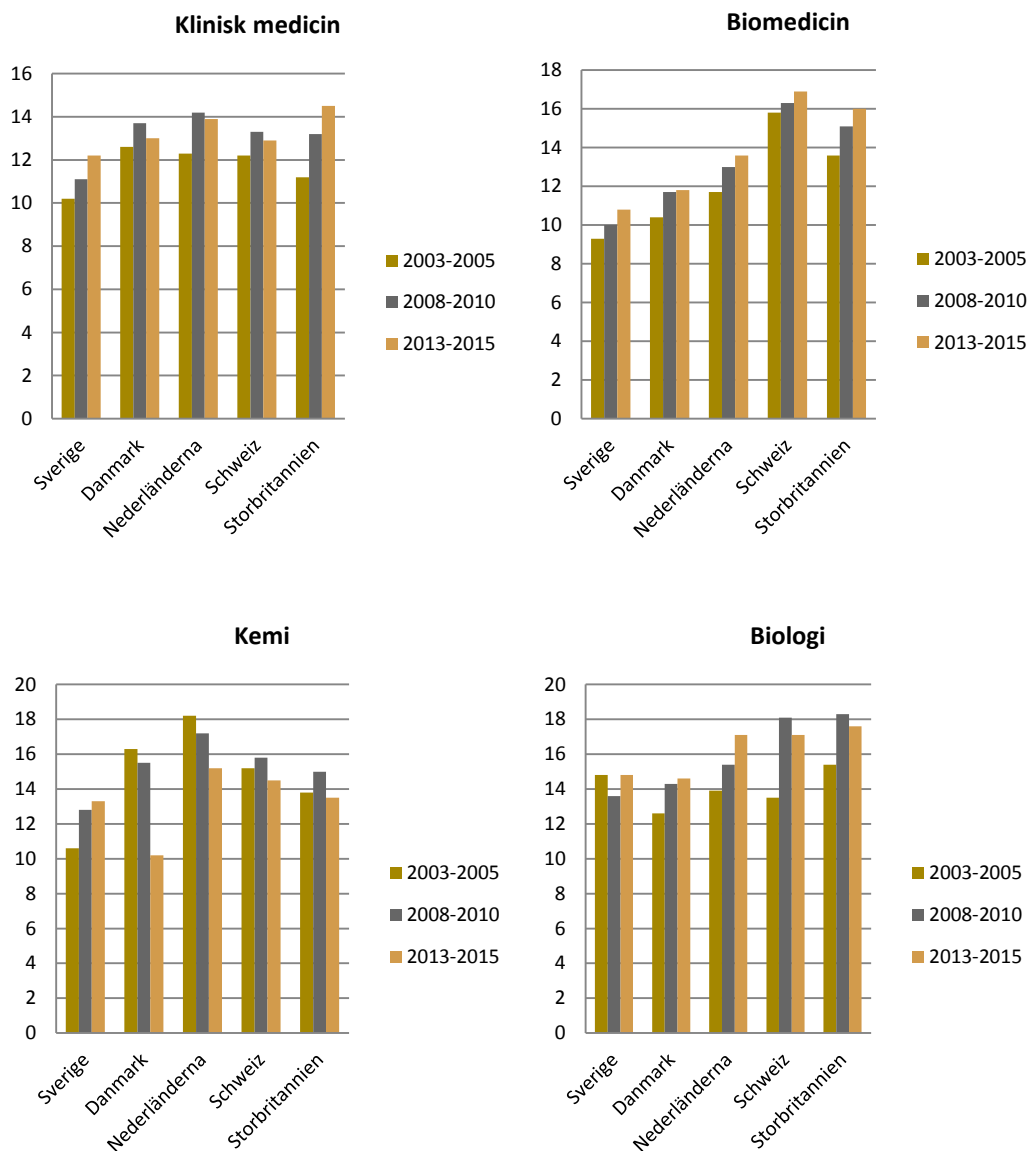 Klinisk medicin
16
14
12
10
8
6
4
2
0
Sverige
Danmark
Nederländerna
Schweiz
Storbritannien
2003-2005
2008-2010
2013-2015
Biomedicin
18
16
14
12
10
8
6
4
2
0
Sverige
Danmark
Nederländerna
Schweiz
Storbritannien
2003-2005
2008-2010
2013-2015
Kemi
20
18
16
14
12
10
8
6
4
2
0
Sverige
Danmark
Nederländerna
Schweiz
Storbritannien
2003-2005
2008-2010
2013-2015
Biologi
20
18
16
14
12
10
8
6
4
2
0
Sverige
Danmark
Nederländerna
Schweiz
Storbritannien
2003-2005
2008-2010
2013-2015